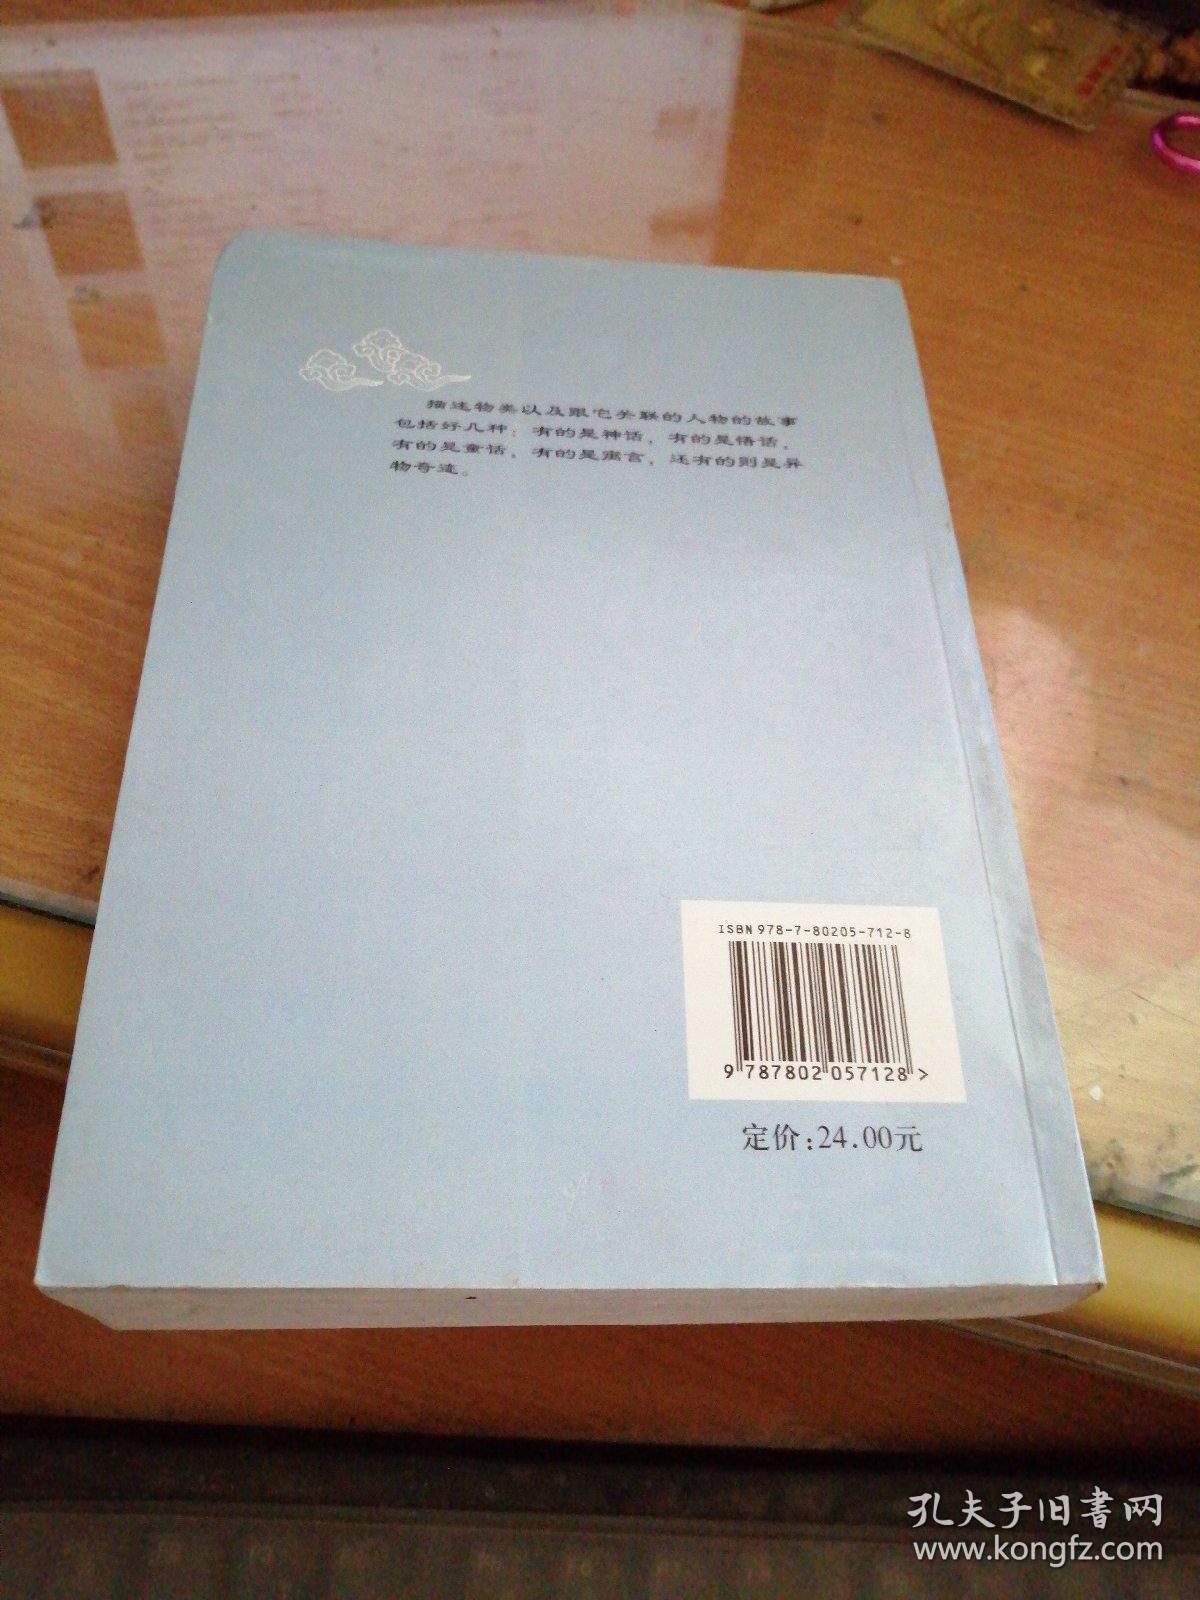 描述物类以及跟它关联的人物的故事
包括好几种：有的是神话，有的是悟话，
有的是童话，有的是寓言，还有的则是异
物奇迹。
ISBN 978-7-80205-712-8
9 787802 057128 >
定价：24.00元
孔夫子旧書网
www.kongfz.com